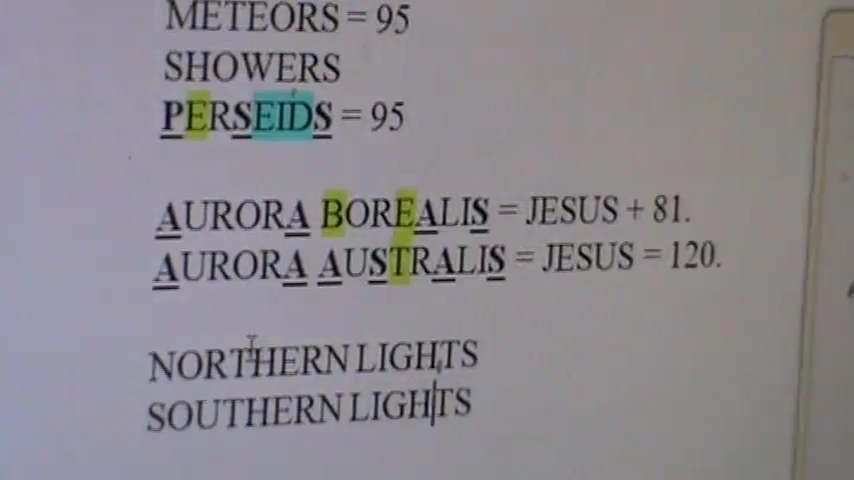 METEORS = 95
SHOWERS
PERSEIDS = 95
AURORA BOREALIS = JESUS + 81.
AURORA AUSTRALIS = JESUS = 120.
NORTHERN LIGHTS
SOUTHERN LIGHTS